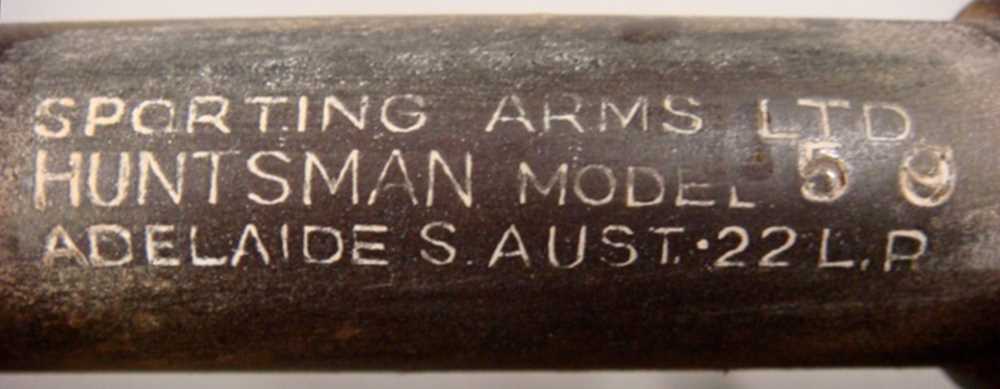 SPORTING ARMS LTD.
HUNTSMAN MODEL 59
ADELAIDE S. AUST. .22 L.R